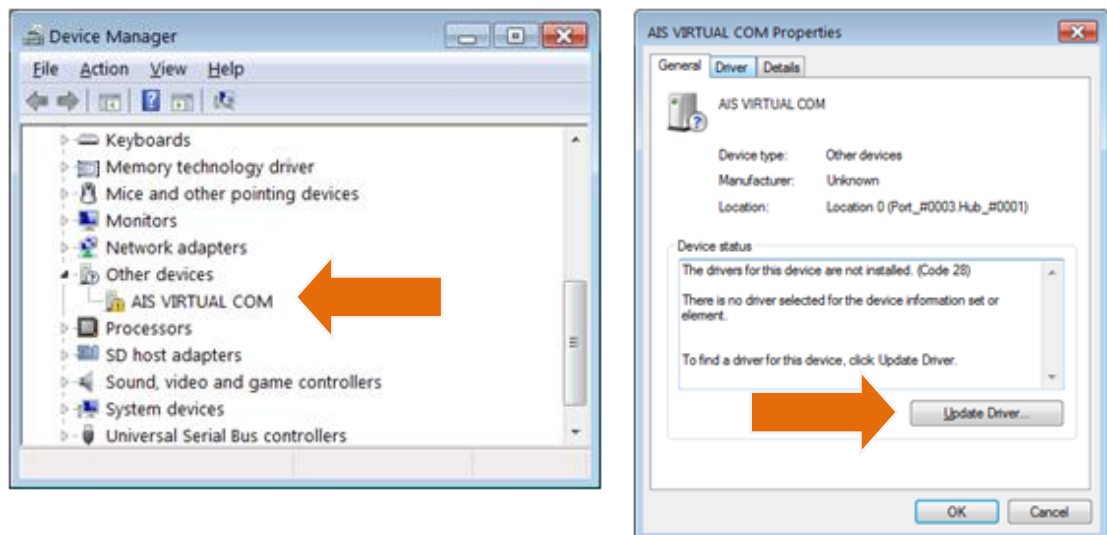 Device Manager
File Action View Help
Keyboards
Memory technology driver
Mice and other pointing devices
Monitors
Network adapters
Other devices
AIS VIRTUAL COM
Processors
SD host adapters
Sound, video and game controllers
System devices
Universal Serial Bus controllers
AIS VIRTUAL COM Properties
General Driver Details
AIS VIRTUAL COM
Device type: Other devices
Manufacturer: Unknown
Location: Location 0 (Port_#0003.Hub_#0001)
Device status
The drivers for this device are not installed. (Code 28)
There is no driver selected for the device information set or
element.
To find a driver for this device, click Update Driver.
Update Driver...
OK Cancel